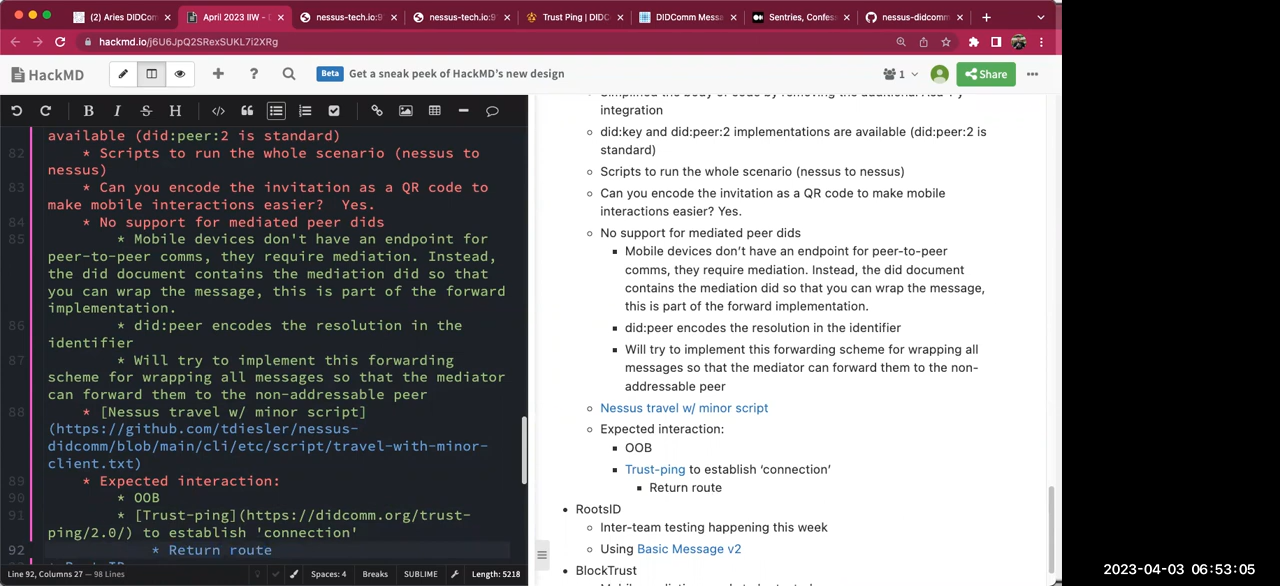 (2) Aries DIDCom
April 2023 IIW - D
nessus-tech.io:9
nessus-tech.io:9
Trust Ping | DIDC
DIDComm Messa
Sentries, Confess
nessus-didcomm
hackmd.io/j6U6JpQ2SRexSUKL7i2XRg
HackMD
Beta
Get a sneak peek of HackMD's new design
1
Share
B I S H
available (did:peer:2 is standard)
82 * Scripts to run the whole scenario (nessus to
nessus)
83 * Can you encode the invitation as a QR code to
make mobile interactions easier? Yes.
84 * No support for mediated peer dids
85 * Mobile devices don't have an endpoint for
peer-to-peer comms, they require mediation. Instead,
the did document contains the mediation did so that
you can wrap the message, this is part of the forward
implementation.
86 * did:peer encodes the resolution in the
identifier
87 * Will try to implement this forwarding
scheme for wrapping all messages so that the mediator
can forward them to the non-addressable peer
88 * [Nessus travel w/ minor script]
(https://github.com/tdiesler/nessus-
didcomm/blob/main/cli/etc/script/travel-with-minor-
client.txt)
89 * Expected interaction:
90 * OOB
91 * [Trust-ping](https://didcomm.org/trust-
ping/2.0/) to establish 'connection'
92 * Return route
Line 92, Columns 27 — 98 Lines
Spaces: 4
Breaks
SUBLIME
Length: 5218
integration
did:key and did:peer:2 implementations are available (did:peer:2 is
standard)
Scripts to run the whole scenario (nessus to nessus)
Can you encode the invitation as a QR code to make mobile
interactions easier? Yes.
No support for mediated peer dids
Mobile devices don't have an endpoint for peer-to-peer
comms, they require mediation. Instead, the did document
contains the mediation did so that you can wrap the message,
this is part of the forward implementation.
did:peer encodes the resolution in the identifier
Will try to implement this forwarding scheme for wrapping all
messages so that the mediator can forward them to the non-
addressable peer
Nessus travel w/ minor script
Expected interaction:
OOB
Trust-ping to establish ‘connection’
Return route
RootsID
Inter-team testing happening this week
Using Basic Message v2
BlockTrust
2023-04-03 06:53:05